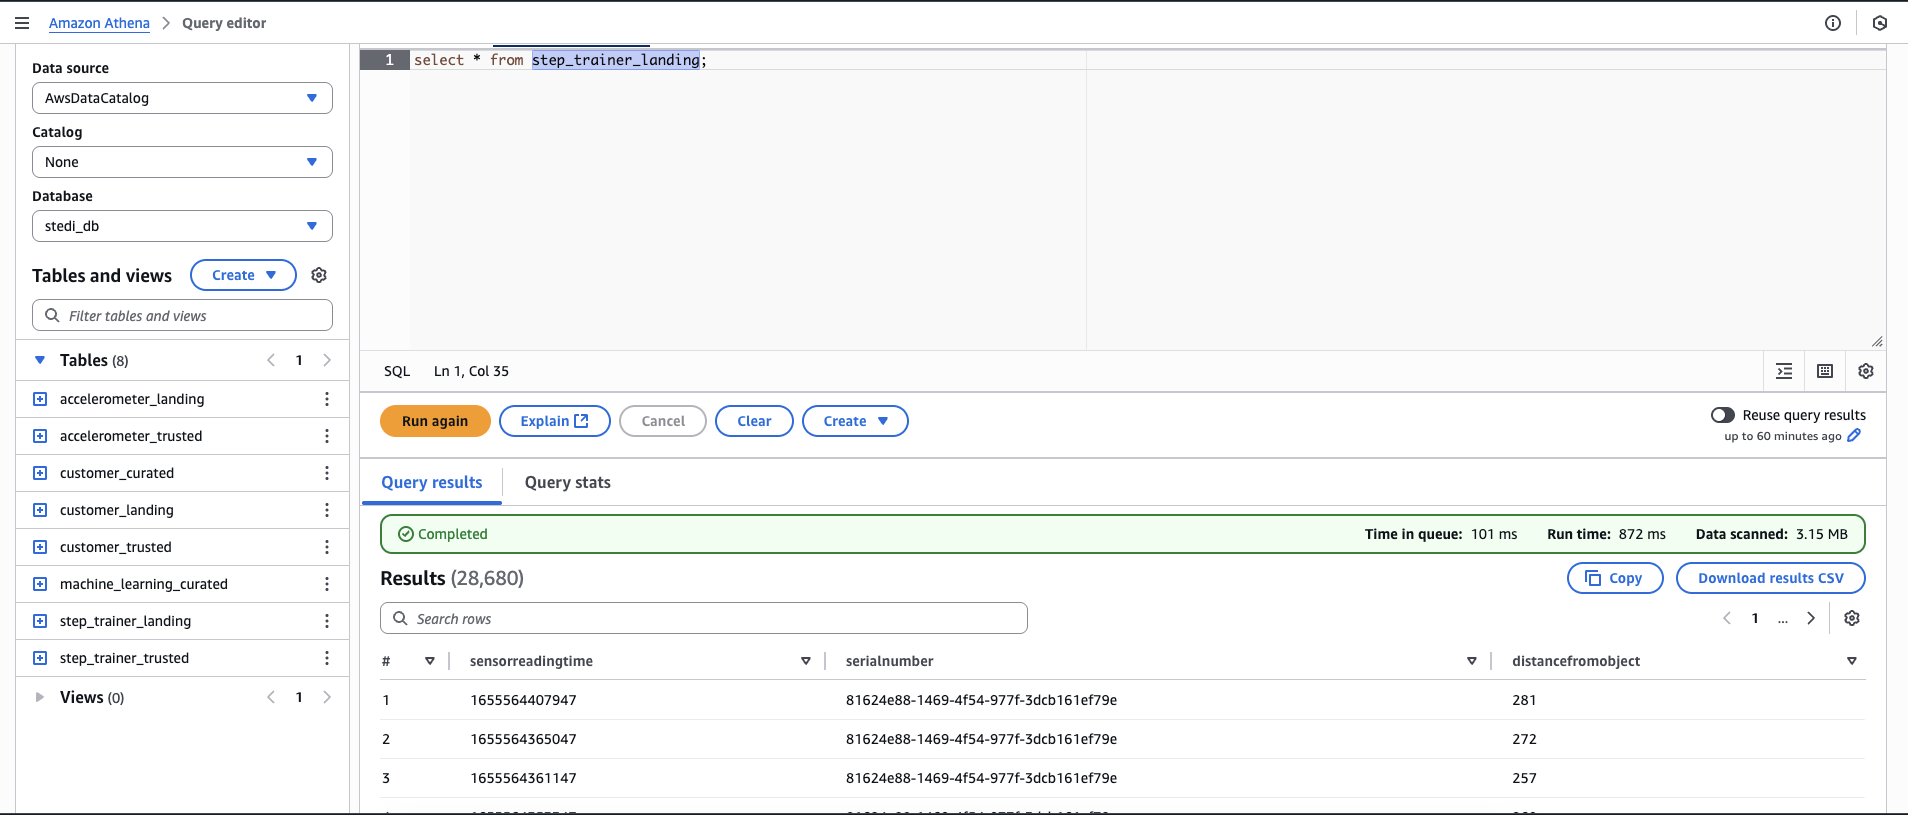 Amazon Athena > Query editor
Data source
AwsDataCatalog
Catalog
None
Database
stedi_db
Tables and views
Create
Filter tables and views
Tables (8)
1
accelerometer_landing
accelerometer_trusted
customer_curated
customer_landing
customer_trusted
machine_learning_curated
step_trainer_landing
step_trainer_trusted
Views (0)
1
1 select * from step_trainer_landing;
SQL Ln 1, Col 35
Run again Explain Cancel Clear Create
Reuse query results
up to 60 minutes ago
Query results Query stats
Completed Time in queue: 101 ms Run time: 872 ms Data scanned: 3.15 MB
Results (28,680) Copy Download results CSV
Search rows 1 ...
# sensorreadingtime serialnumber distancefromobject
1 1655564407947 81624e88-1469-4f54-977f-3dcb161ef79e 281
2 1655564365047 81624e88-1469-4f54-977f-3dcb161ef79e 272
3 1655564361147 81624e88-1469-4f54-977f-3dcb161ef79e 257